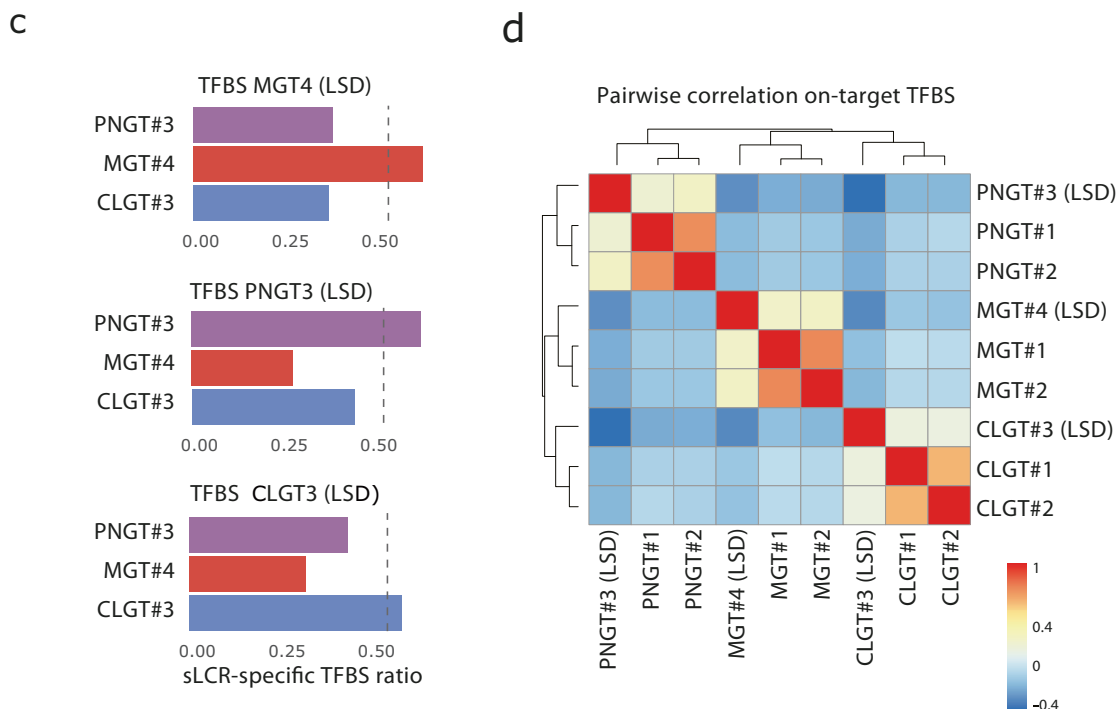 c
TFBS MGT4 (LSD)
PNGT#3
MGT#4
CLGT#3
0.00 0.25 0.50
TFBS PNGT3 (LSD)
PNGT#3
MGT#4
CLGT#3
0.00 0.25 0.50
TFBS CLGT3 (LSD)
PNGT#3
MGT#4
CLGT#3
0.00 0.25 0.50
sLCR-specific TFBS ratio
d
Pairwise correlation on-target TFBS
PNGT#3 (LSD)
PNGT#1
PNGT#2
MGT#4 (LSD)
MGT#1
MGT#2
CLGT#3 (LSD)
CLGT#1
CLGT#2
PNGT#3 (LSD)
PNGT#1
PNGT#2
MGT#4 (LSD)
MGT#1
MGT#2
CLGT#3 (LSD)
CLGT#1
CLGT#2
1
0.4
0
−0.4